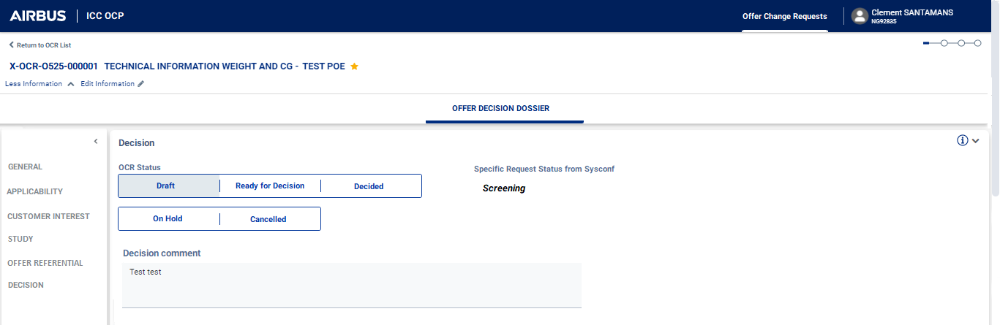 AIRBUS ICC OCP Offer Change Requests Clement SANTAMANS
NG92835
Return to OCR List
X-OCR-O525-000001 TECHNICAL INFORMATION WEIGHT AND CG - TEST POE
Less Information Edit Information
OFFER DECISION DOSSIER
GENERAL
APPLICABILITY
CUSTOMER INTEREST
STUDY
OFFER REFERENTIAL
DECISION
Decision
OCR Status
Draft Ready for Decision Decided
On Hold Cancelled
Specific Request Status from Sysconf
Screening
Decision comment
Test test